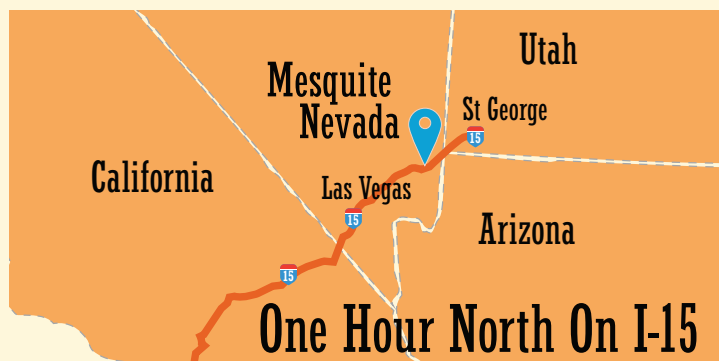 Utah
Mesquite
Nevada
St George
15
California
Las Vegas
15
Arizona
15
One Hour North On I-15